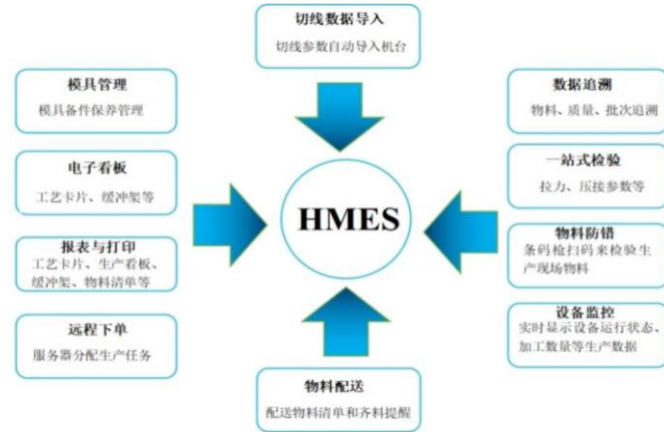 切线数据导入
切线参数自动导入机台
模具管理
模具备件保养管理
电子看板
工艺卡片、缓冲架等
报表与打印
工艺卡片、生产看板、
缓冲架、物料清单等
远程下单
服务器分配生产任务
HMES
数据追溯
物料、质量、批次追溯
一站式检验
拉力、压接参数等
物料防错
条码枪扫码来检验生
产现场物料
设备监控
实时显示设备运行状态、
加工数量等生产数据
物料配送
配送物料清单和齐料提醒